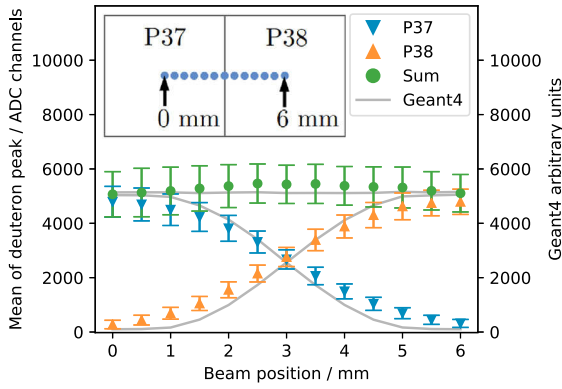 P37 P38
0 mm 6 mm
P37
P38
Sum
Geant4
Mean of deuteron peak / ADC channels
10000
8000
6000
4000
2000
0
10000
8000
6000
4000
2000
0
Geant4 arbitrary units
0 1 2 3 4 5 6
Beam position / mm